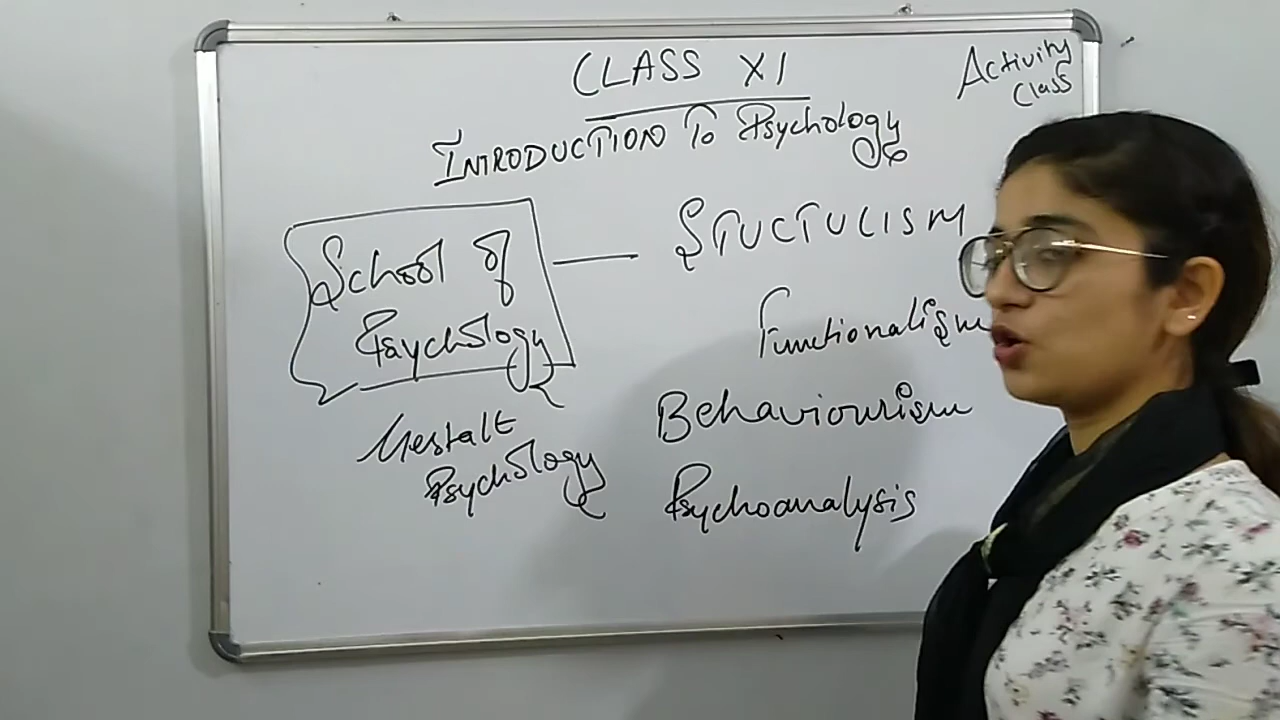 CLASS XI
Activity
Class
INTRODUCTION To Psychology
School of
Psychology
STUCTULISM
Functionalism
Behaviourism
Psychoanalysis
Gestalt
Psychology